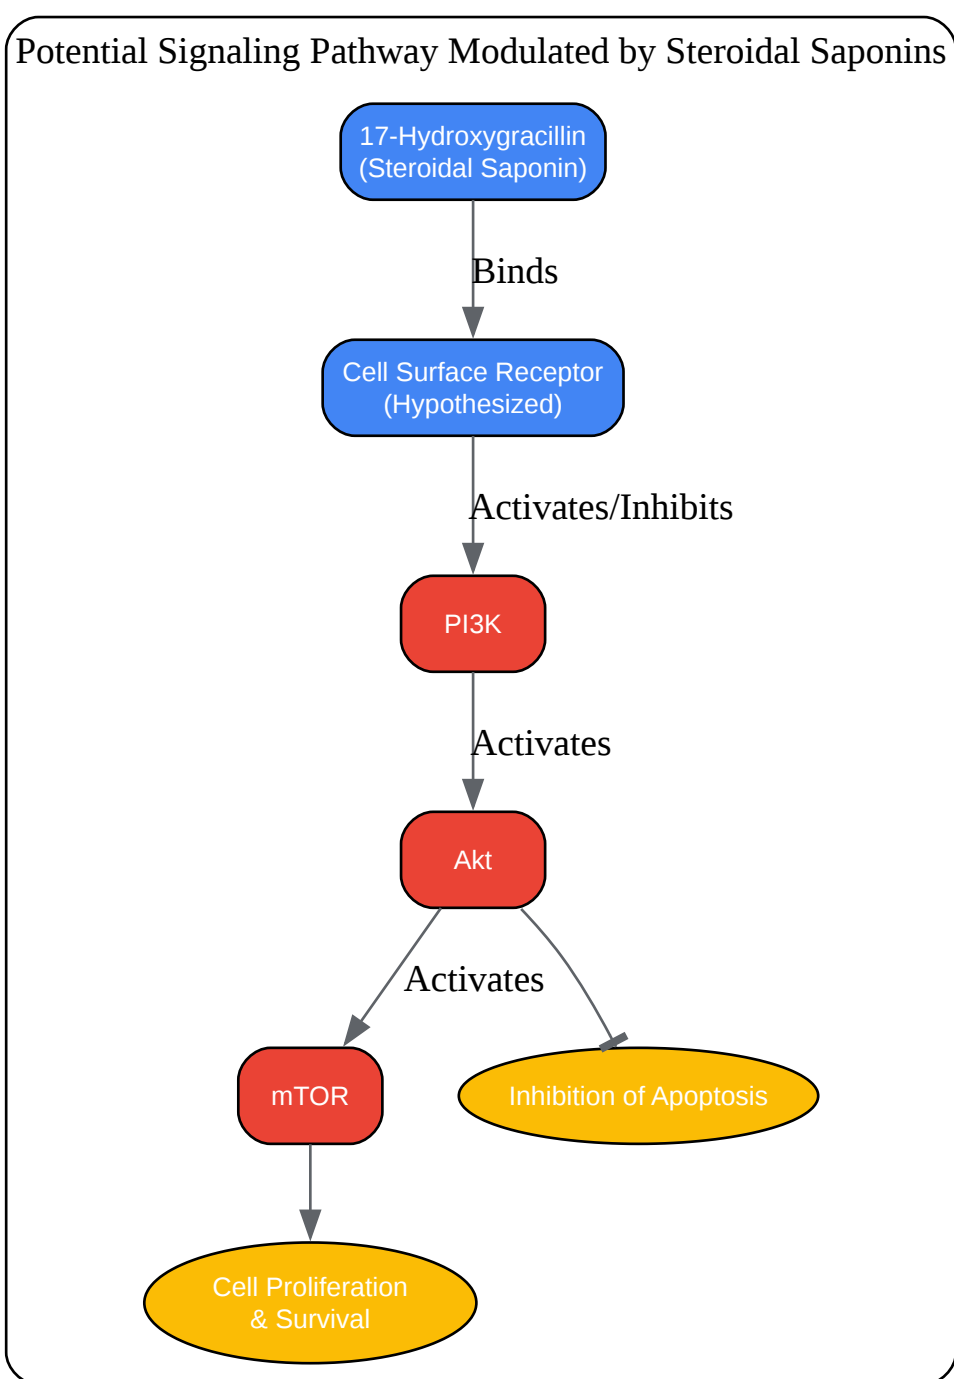 Potential Signaling Pathway Modulated by Steroidal Saponins
17-Hydroxygracillin
(Steroidal Saponin)
Binds
Cell Surface Receptor
(Hypothesized)
Activates/Inhibits
PI3K
Activates
Akt
Activates
mTOR
Inhibition of Apoptosis
Cell Proliferation
& Survival